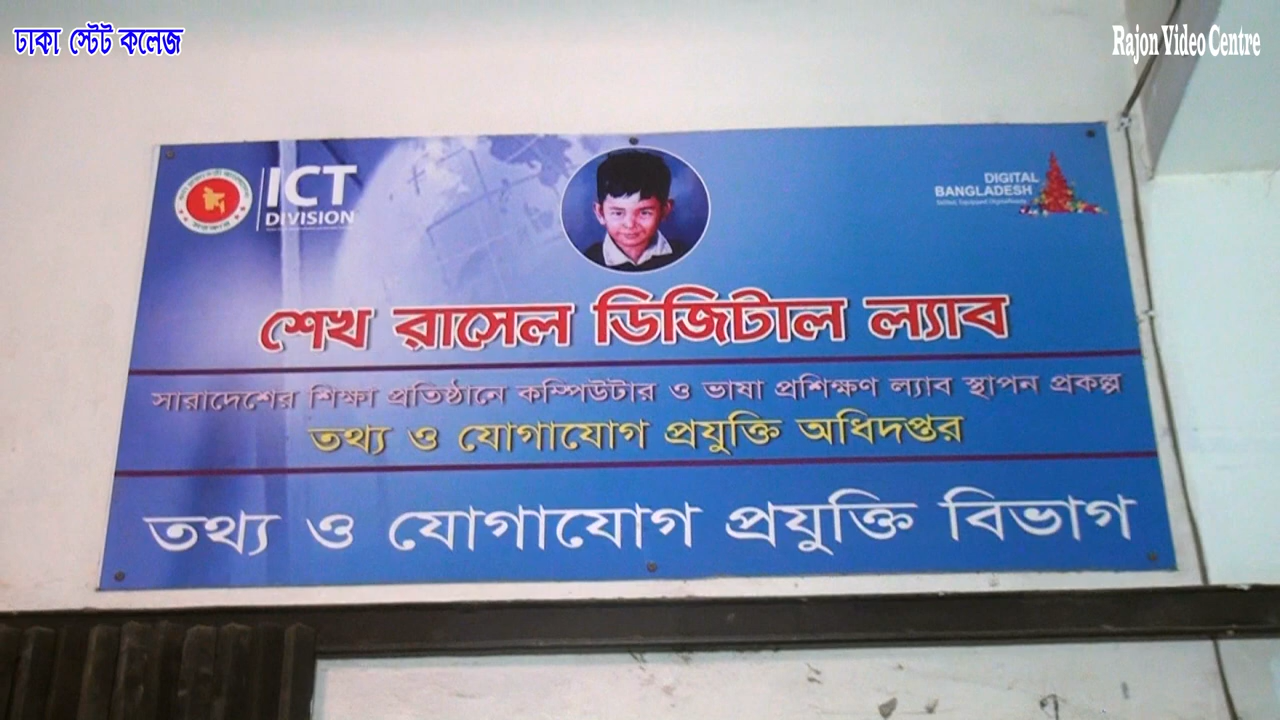 ঢাকা স্টেট কলেজ
Rajon Video Centre
ICT
DIVISION
DIGITAL
BANGLADESH
শেখ রাসেল ডিজিটাল ল্যাব
সারাদেশের শিক্ষা প্রতিষ্ঠানে কম্পিউটার ও ভাষা প্রশিক্ষণ ল্যাব স্থাপন প্রকল্প
তথ্য ও যোগাযোগ প্রযুক্তি অধিদপ্তর
তথ্য ও যোগাযোগ প্রযুক্তি বিভাগ